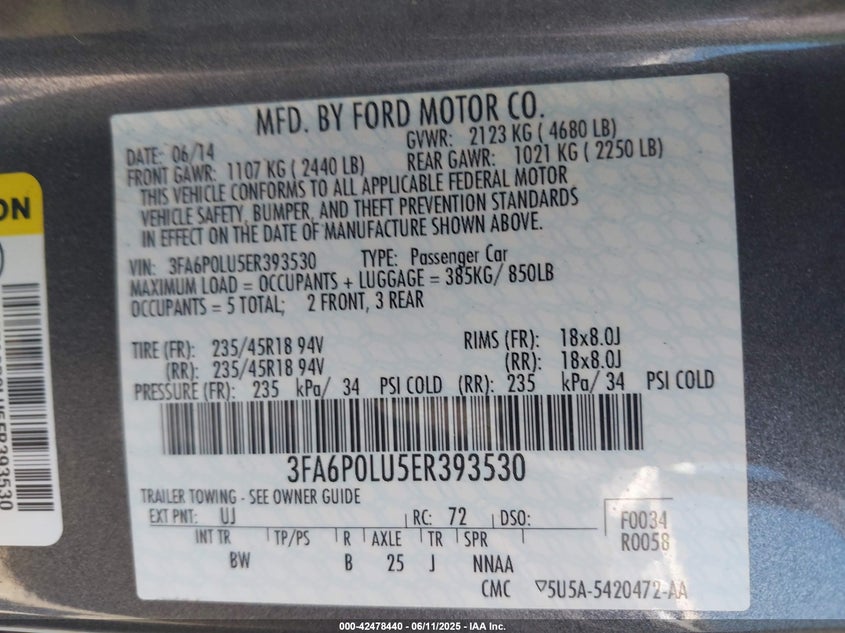 MFD. BY FORD MOTOR CO.
DATE: 06/14 GVWR: 2123 KG ( 4680 LB)
FRONT GAWR: 1107 KG ( 2440 LB) REAR GAWR: 1021 KG ( 2250 LB)
THIS VEHICLE CONFORMS TO ALL APPLICABLE FEDERAL MOTOR
VEHICLE SAFETY, BUMPER, AND THEFT PREVENTION STANDARDS
IN EFFECT ON THE DATE OF MANUFACTURE SHOWN ABOVE.
VIN: 3FA6P0LU5ER393530 TYPE: Passenger Car
MAXIMUM LOAD = OCCUPANTS + LUGGAGE = 385KG/ 850LB
OCCUPANTS = 5 TOTAL; 2 FRONT, 3 REAR
TIRE (FR): 235/45R18 94V RIMS (FR): 18x8.0J
(RR): 235/45R18 94V (RR): 18x8.0J
PRESSURE (FR): 235 kPa/ 34 PSI COLD (RR): 235 kPa/ 34 PSI COLD
3FA6P0LU5ER393530
TRAILER TOWING - SEE OWNER GUIDE
EXT PNT: UJ RC: 72 DSO: F0034
INT TR TP/PS R AXLE TR SPR R0058
BW B 25 J NNAA
CMC ▽5U5A-5420472-AA
000-42478440 - 06/11/2025 - IAA Inc.